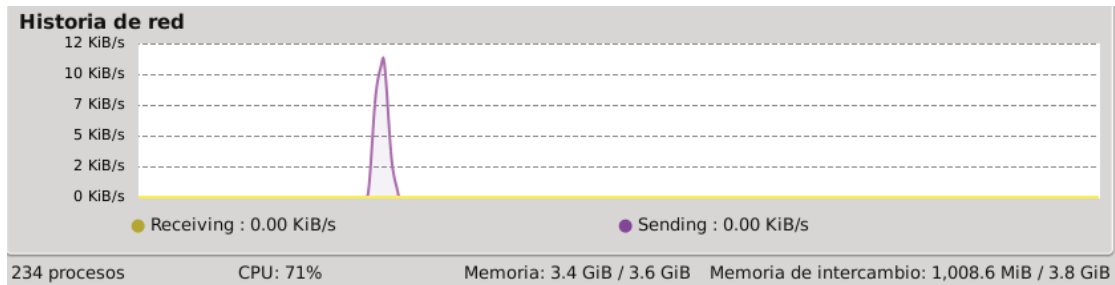 Historia de red
12 KiB/s
10 KiB/s
7 KiB/s
5 KiB/s
2 KiB/s
0 KiB/s
Receiving : 0.00 KiB/s Sending : 0.00 KiB/s
234 procesos CPU: 71% Memoria: 3.4 GiB / 3.6 GiB Memoria de intercambio: 1,008.6 MiB / 3.8 GiB